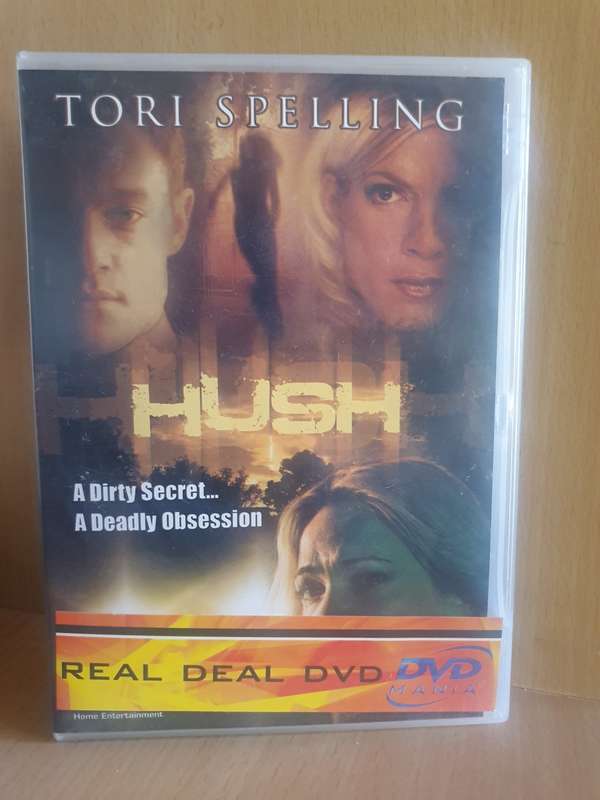 TORI SPELLING
HUSH
A Dirty Secret...
A Deadly Obsession
REAL DEAL DVD
DVD
MANIA
Home Entertainment